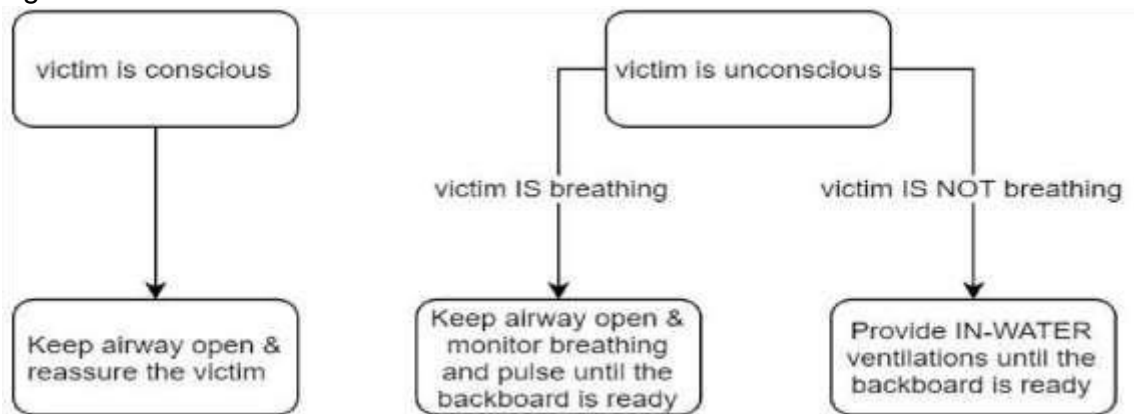 victim is conscious
victim is unconscious
victim IS breathing
victim IS NOT breathing
Keep airway open &
reassure the victim
Keep airway open &
monitor breathing
and pulse until the
backboard is ready
Provide IN-WATER
ventilations until the
backboard is ready